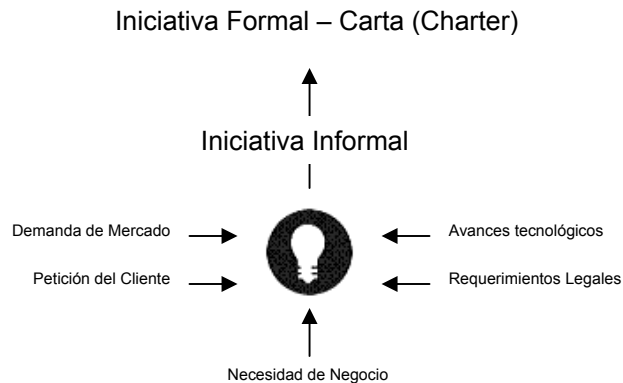 Iniciativa Formal – Carta (Charter)
Iniciativa Informal
Demanda de Mercado
Avances tecnológicos
Petición del Cliente
Requerimientos Legales
Necesidad de Negocio